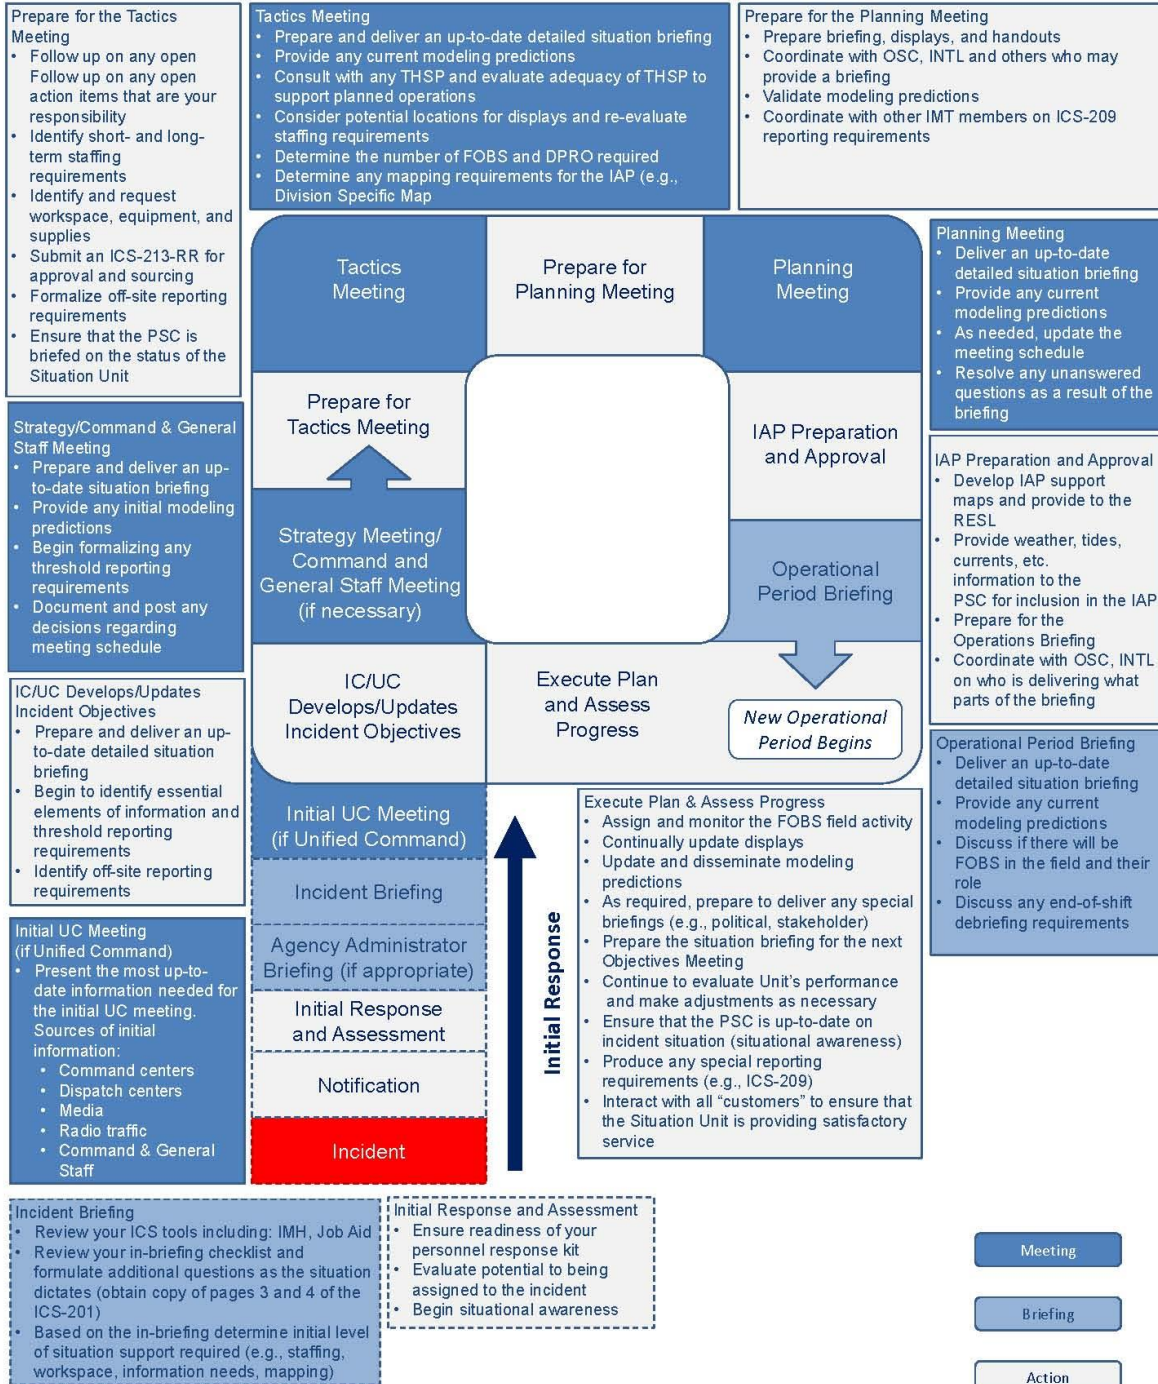 Prepare for the Tactics
Meeting
• Follow up on any open
Follow up on any open
action items that are your
responsibility
• Identify short- and long-
term staffing
requirements
• Identify and request
workspace, equipment, and
supplies
• Submit an ICS-213-RR for
approval and sourcing
• Formalize off-site reporting
requirements
• Ensure that the PSC is
briefed on the status of the
Situation Unit
Tactics Meeting
• Prepare and deliver an up-to-date detailed situation briefing
• Provide any current modeling predictions
• Consult with any THSP and evaluate adequacy of THSP to
support planned operations
• Consider potential locations for displays and re-evaluate
staffing requirements
• Determine the number of FOBS and DPRO required
• Determine any mapping requirements for the IAP (e.g.,
Division Specific Map
Prepare for the Planning Meeting
• Prepare briefing, displays, and handouts
• Coordinate with OSC, INTL and others who may
provide a briefing
• Validate modeling predictions
• Coordinate with other IMT members on ICS-209
reporting requirements
Tactics
Meeting
Prepare for
Planning Meeting
Planning
Meeting
Planning Meeting
• Deliver an up-to-date
detailed situation briefing
• Provide any current
modeling predictions
• As needed, update the
meeting schedule
• Resolve any unanswered
questions as a result of the
briefing
Prepare for
Tactics Meeting
IAP Preparation
and Approval
Strategy/Command & General
Staff Meeting
• Prepare and deliver an up-
to-date situation briefing
• Provide any initial modeling
predictions
• Begin formalizing any
threshold reporting
requirements
• Document and post any
decisions regarding
meeting schedule
Strategy Meeting/
Command and
General Staff Meeting
(if necessary)
Operational
Period Briefing
IAP Preparation and Approval
• Develop IAP support
maps and provide to the
RESL
• Provide weather, tides,
currents, etc.
information to the
PSC for inclusion in the IAP
• Prepare for the
Operations Briefing
• Coordinate with OSC, INTL
on who is delivering what
parts of the briefing
IC/UC Develops/Updates
Incident Objectives
• Prepare and deliver an up-
to-date detailed situation
briefing
• Begin to identify essential
elements of information and
threshold reporting
requirements
• Identify off-site reporting
requirements
IC/UC
Develops/Updates
Incident Objectives
Execute Plan
and Assess
Progress
New Operational
Period Begins
Operational Period Briefing
• Deliver an up-to-date
detailed situation briefing
• Provide any current
modeling predictions
• Discuss if there will be
FOBS in the field and their
role
• Discuss any end-of-shift
debriefing requirements
Initial UC Meeting
(if Unified Command)
Incident Briefing
Agency Administrator
Briefing (if appropriate)
Initial Response
and Assessment
Notification
Incident
Initial Response
Execute Plan & Assess Progress
• Assign and monitor the FOBS field activity
• Continually update displays
• Update and disseminate modeling
predictions
• As required, prepare to deliver any special
briefings (e.g., political, stakeholder)
• Prepare the situation briefing for the next
Objectives Meeting
• Continue to evaluate Unit's performance
and make adjustments as necessary
• Ensure that the PSC is up-to-date on
incident situation (situational awareness)
• Produce any special reporting
requirements (e.g., ICS-209)
• Interact with all “customers” to ensure that
the Situation Unit is providing satisfactory
service
Initial UC Meeting
(if Unified Command)
• Present the most up-to-
date information needed for
the initial UC meeting.
Sources of initial
information:
• Command centers
• Dispatch centers
• Media
• Radio traffic
• Command & General
Staff
Incident Briefing
• Review your ICS tools including: IMH, Job Aid
• Review your in-briefing checklist and
formulate additional questions as the situation
dictates (obtain copy of pages 3 and 4 of the
ICS-201)
• Based on the in-briefing determine initial level
of situation support required (e.g., staffing,
workspace, information needs, mapping)
Initial Response and Assessment
• Ensure readiness of your
personnel response kit
• Evaluate potential to being
assigned to the incident
• Begin situational awareness
Meeting
Briefing
Action